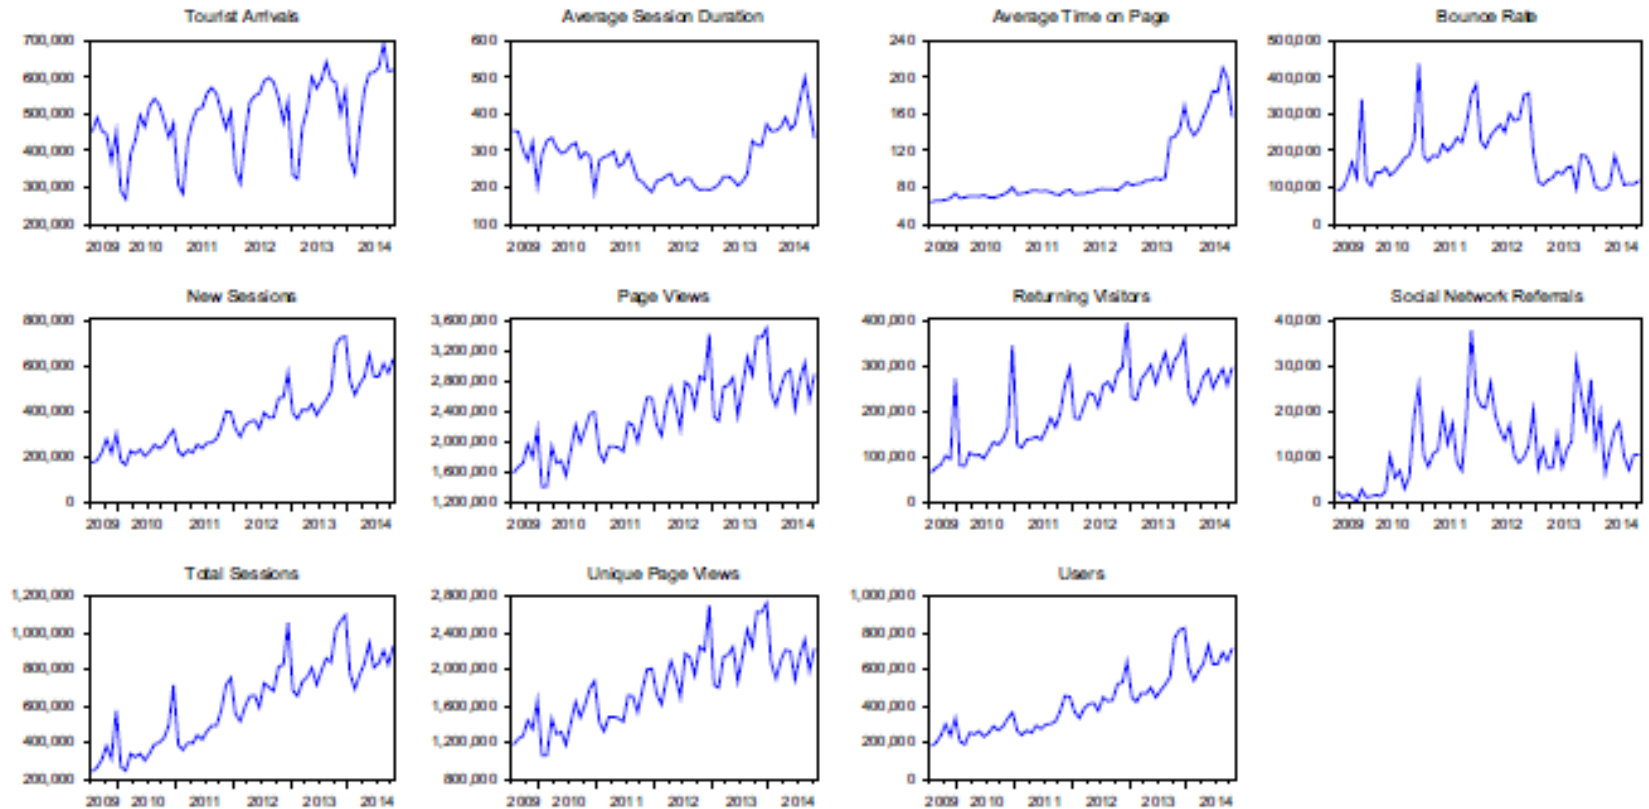 Tourist Arrivals
700,000
600,000
500,000
400,000
300,000
200,000
2009 2010 2011 2012 2013 2014
Average Session Duration
600
500
400
300
200
100
2009 2010 2011 2012 2013 2014
Average Time on Page
240
200
160
120
80
40
2009 2010 2011 2012 2013 2014
Bounce Rate
500,000
400,000
300,000
200,000
100,000
0
2009 2010 2011 2012 2013 2014
New Sessions
800,000
600,000
400,000
200,000
0
2009 2010 2011 2012 2013 2014
Page Views
3,600,000
3,200,000
2,800,000
2,400,000
2,000,000
1,600,000
1,200,000
2009 2010 2011 2012 2013 2014
Returning Visitors
400,000
300,000
200,000
100,000
0
2009 2010 2011 2012 2013 2014
Social Network Referrals
40,000
30,000
20,000
10,000
0
2009 2010 2011 2012 2013 2014
Total Sessions
1,200,000
1,000,000
800,000
600,000
400,000
200,000
2009 2010 2011 2012 2013 2014
Unique Page Views
2,800,000
2,400,000
2,000,000
1,600,000
1,200,000
800,000
2009 2010 2011 2012 2013 2014
Users
1,000,000
800,000
600,000
400,000
200,000
0
2009 2010 2011 2012 2013 2014